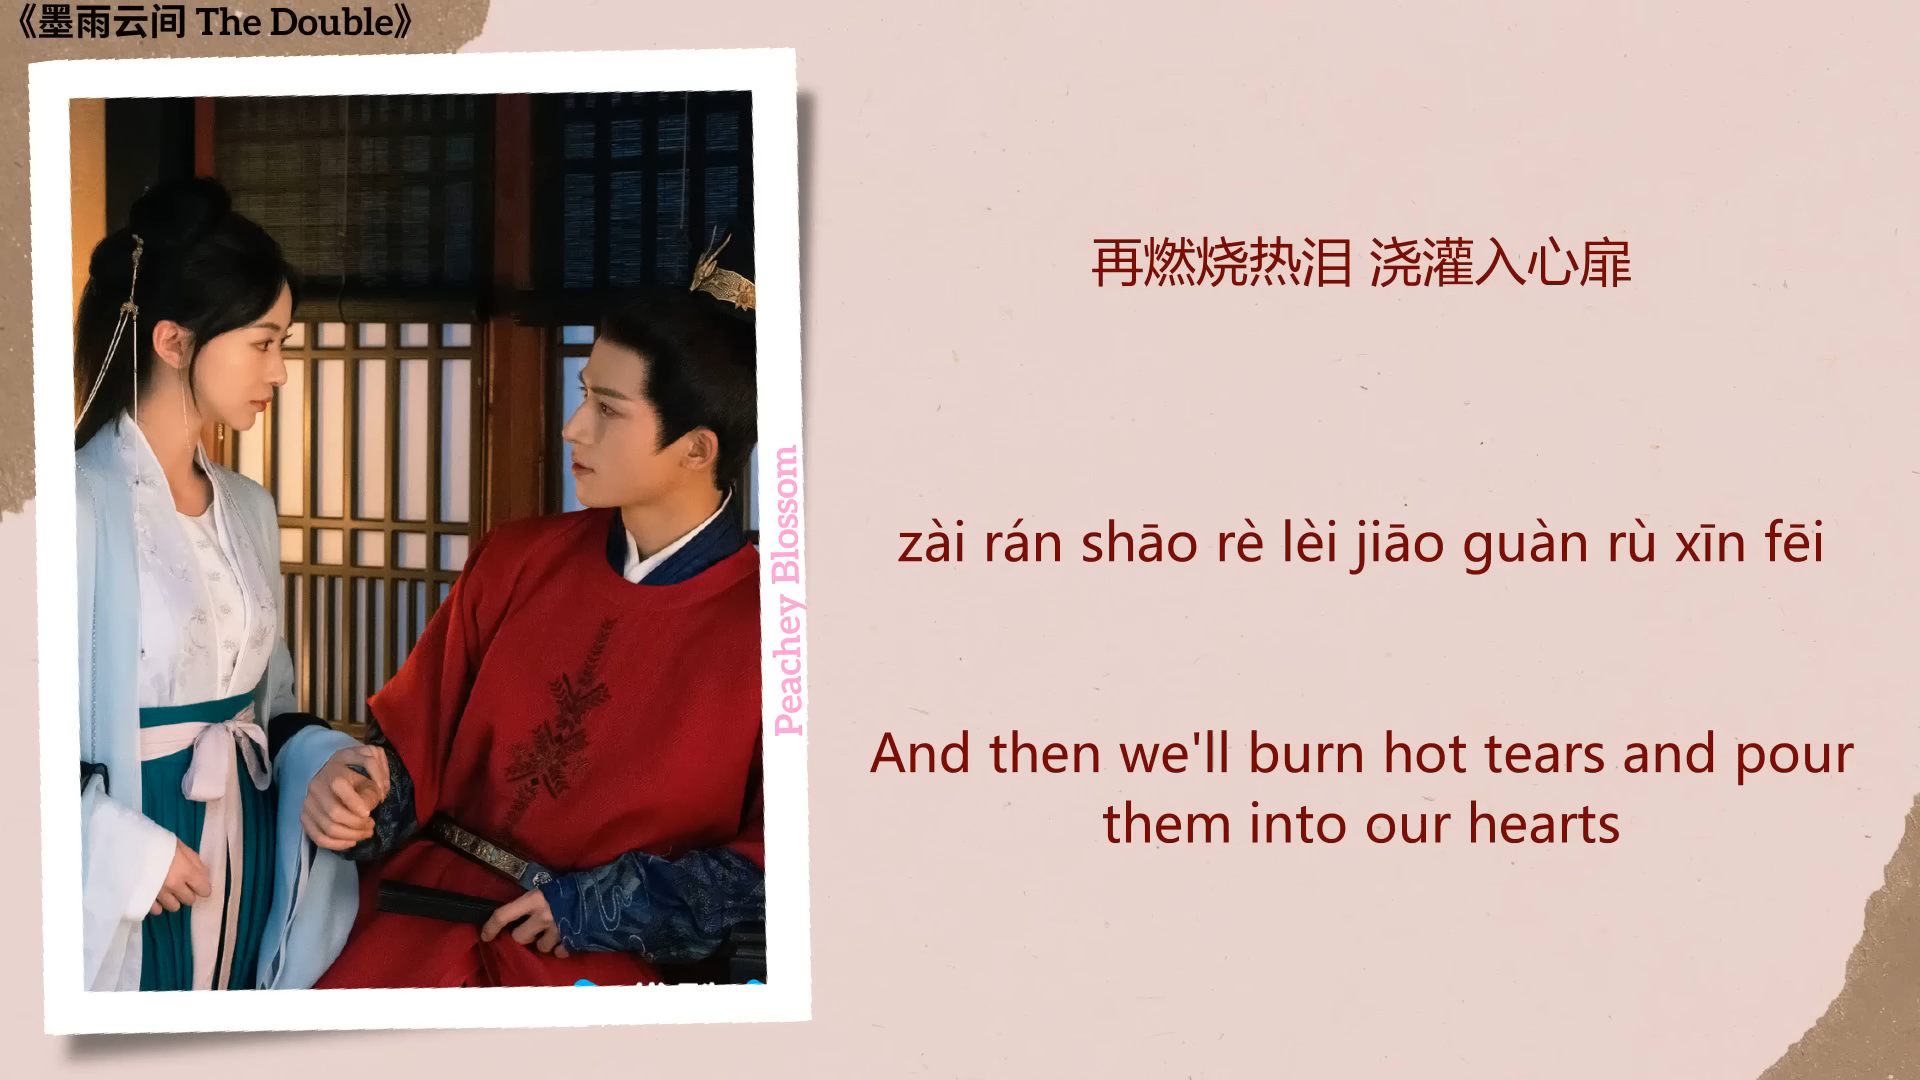 《墨雨云间 The Double》
Peachey Blossom
再燃烧热泪 浇灌入心扉
zài rán shāo rè lèi jiāo guàn rù xīn fēi
And then we'll burn hot tears and pour
them into our hearts